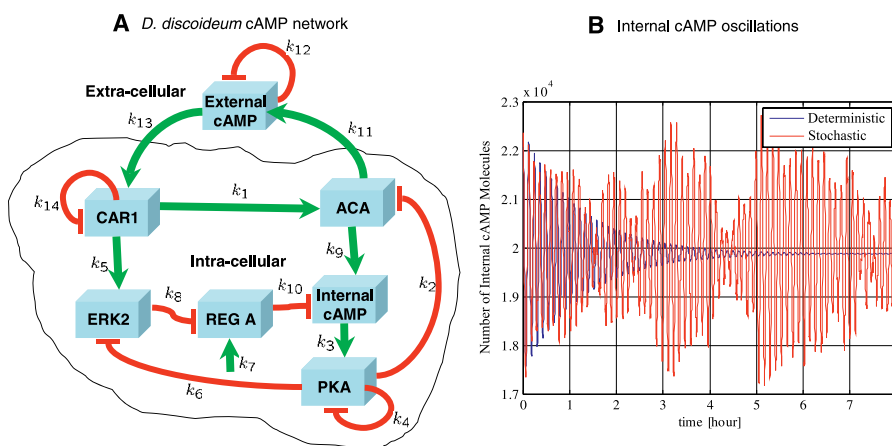 A D. discoideum cAMP network
k12
Extra-cellular
External
cAMP
k13
k11
k14
CAR1
k1
ACA
k5
Intra-cellular
k9
k2
k8
k10
ERK2
REG A
Internal
cAMP
k7
k3
k6
PKA
k4
B Internal cAMP oscillations
x 10^4
2.3
2.2
2.1
2
1.9
1.8
1.7
Number of Internal cAMP Molecules
Deterministic
Stochastic
0 1 2 3 4 5 6 7
time [hour]